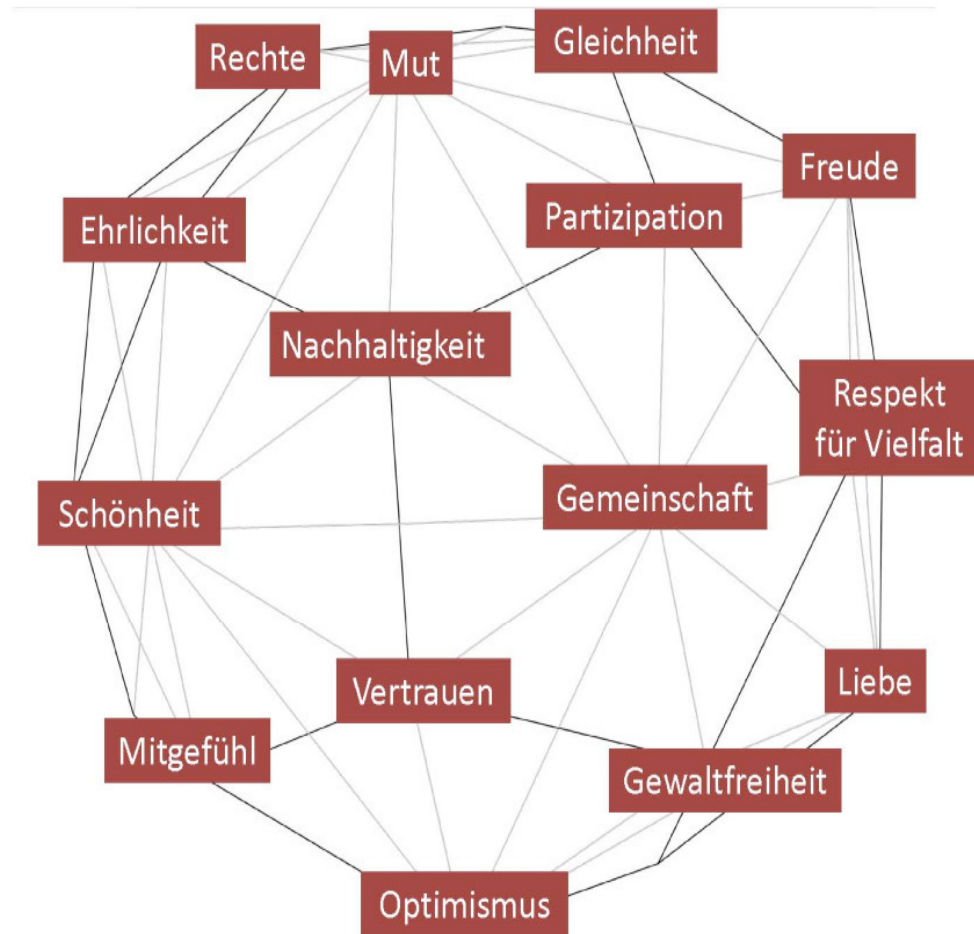 Rechte
Mut
Gleichheit
Freude
Ehrlichkeit
Partizipation
Nachhaltigkeit
Respekt
für Vielfalt
Schönheit
Gemeinschaft
Vertrauen
Liebe
Mitgefühl
Gewaltfreiheit
Optimismus